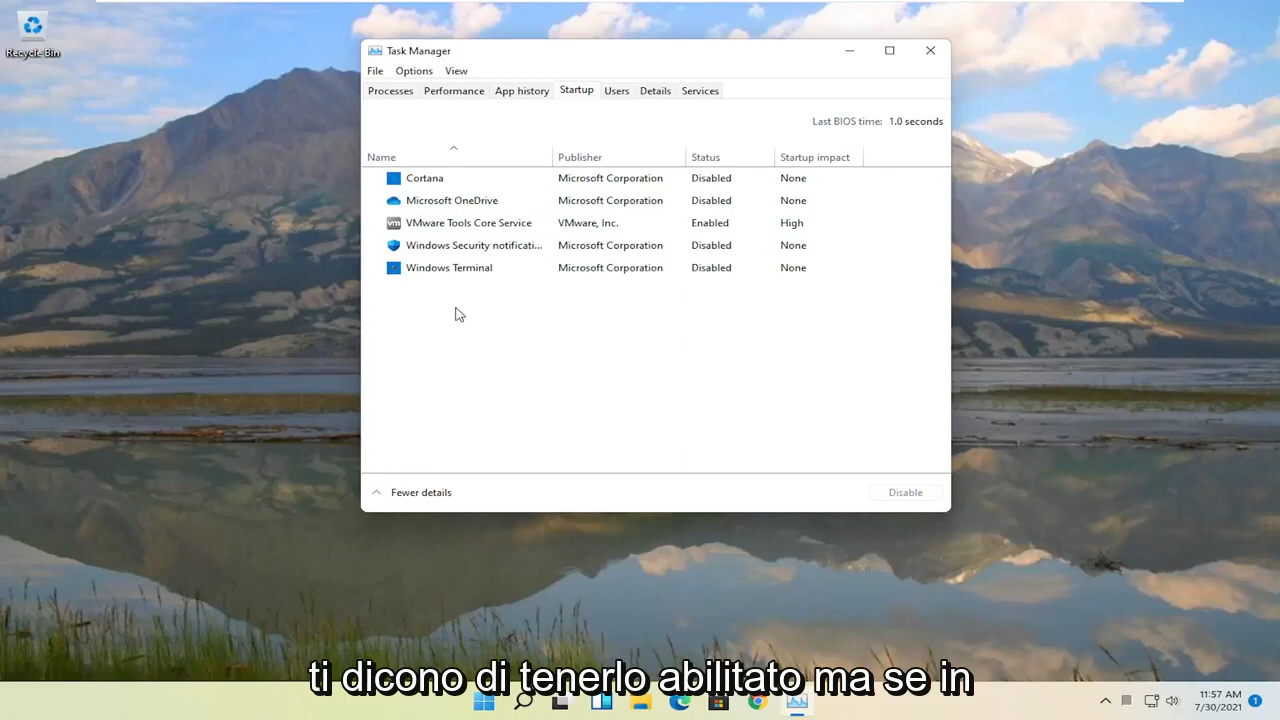 Recycle Bin
Task Manager
File Options View
Processes Performance App history Startup Users Details Services
Last BIOS time: 1.0 seconds
Name Publisher Status Startup impact
Cortana Microsoft Corporation Disabled None
Microsoft OneDrive Microsoft Corporation Disabled None
vm VMware Tools Core Service VMware, Inc. Enabled High
Windows Security notificati... Microsoft Corporation Disabled None
Windows Terminal Microsoft Corporation Disabled None
Fewer details Disable
ti dicono di tenerlo abilitato ma se in
11:57 AM
7/30/2021
1